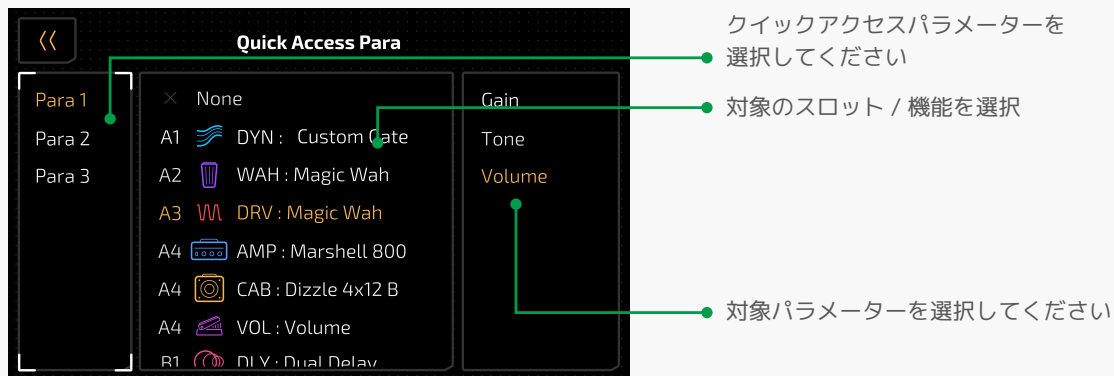 《
Quick Access Para
Para 1
Para 2
Para 3
× None
A1 DYN : Custom Gate
A2 WAH : Magic Wah
A3 DRV : Magic Wah
A4 AMP : Marshell 800
A4 CAB : Dizzle 4x12 B
A4 VOL : Volume
B1 DLY : Dual Delay
Gain
Tone
Volume
クイックアクセスパラメーターを
選択してください
対象のスロット / 機能を選択
対象パラメーターを選択してください